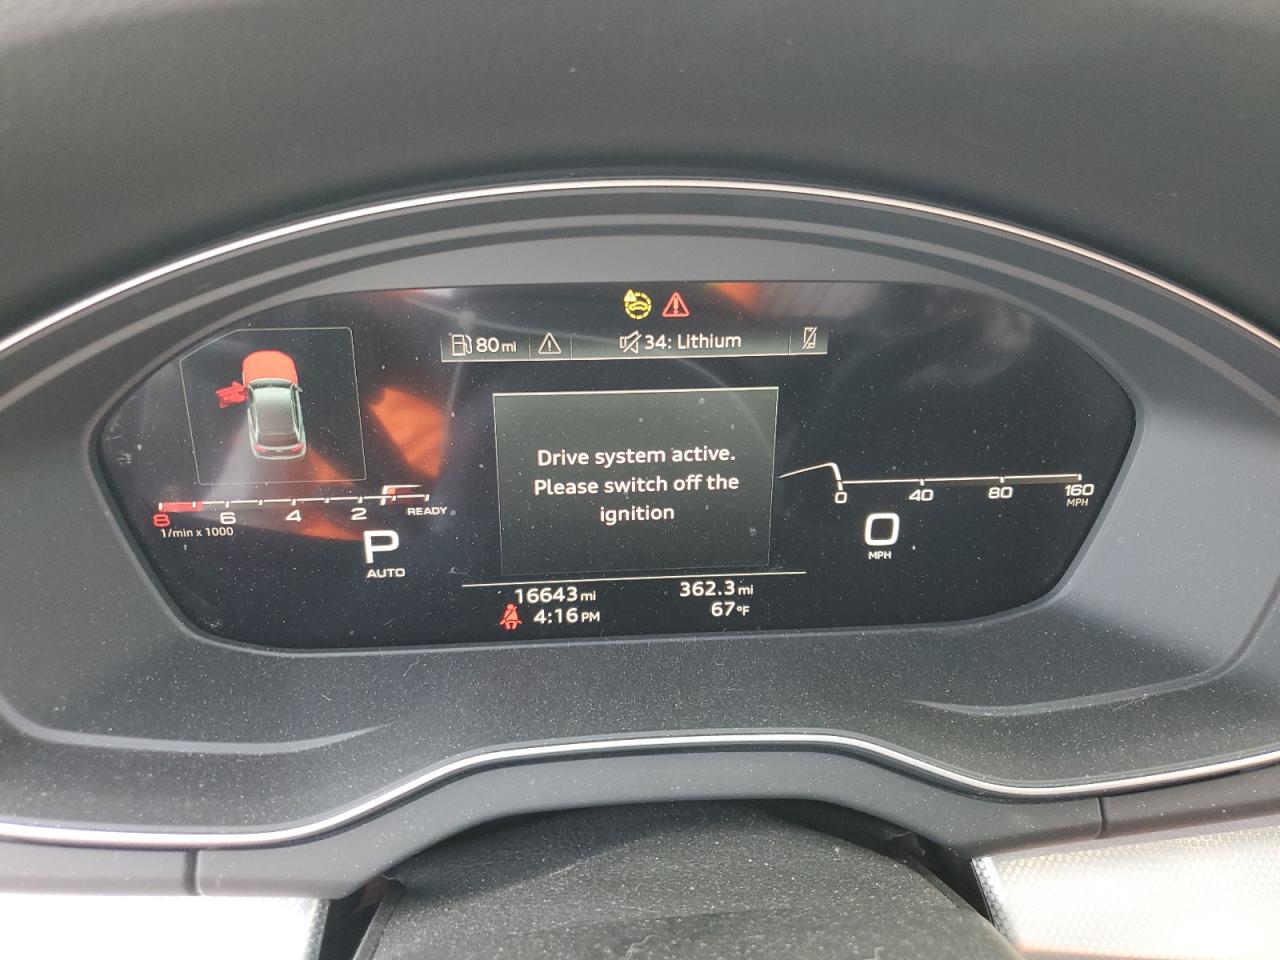 80 mi
34: Lithium
Drive system active.
Please switch off the
ignition
8 6 4 2 READY
1/min x 1000
P
AUTO
0 40 80 160
MPH
0
MPH
16643 mi 362.3 mi
4:16 PM 67°F